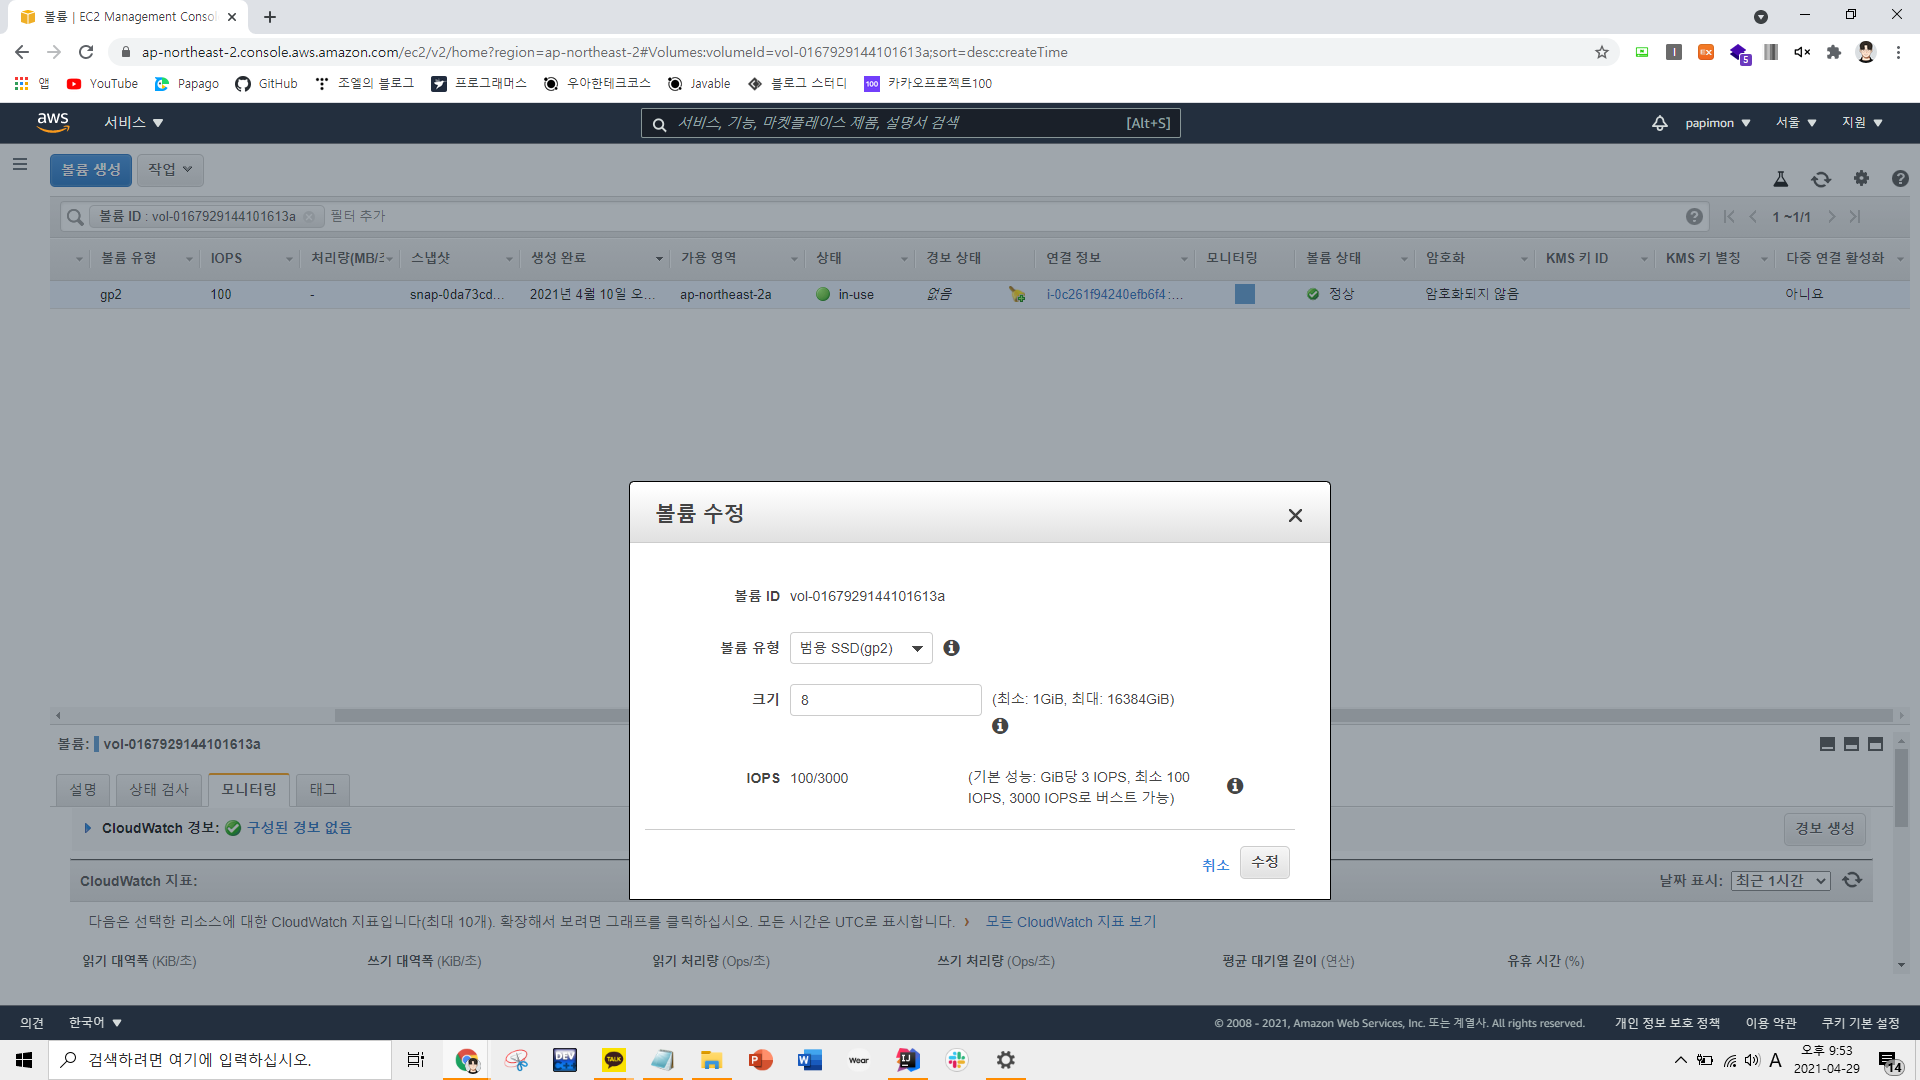 볼륨 | EC2 Management Consol
ap-northeast-2.console.aws.amazon.com/ec2/v2/home?region=ap-northeast-2#Volumes:volumeId=vol-0167929144101613a;sort=desc:createTime
앱 YouTube Papago GitHub 조엘의 블로그 프로그래머스 우아한테크코스 Javable 블로그 스터디 100 카카오프로젝트100
aws 서비스 서비스, 기능, 마켓플레이스 제품, 설명서 검색 [Alt+S] papimon 서울 지원
볼륨 생성 작업
볼륨 ID : vol-0167929144101613a 필터 추가 1 ~1/1
볼륨 유형 IOPS 처리량(MB/초 스냅샷 생성 완료 가용 영역 상태 경보 상태 연결 정보 모니터링 볼륨 상태 암호화 KMS 키 ID KMS 키 별칭 다중 연결 활성화
gp2 100 - snap-0da73cd... 2021년 4월 10일 오... ap-northeast-2a in-use 없음 i-0c261f94240efb6f4:... 정상 암호화되지 않음 아니요
볼륨 수정
볼륨 ID vol-0167929144101613a
볼륨 유형 범용 SSD(gp2)
크기 8 (최소: 1GiB, 최대: 16384GiB)
IOPS 100/3000 (기본 성능: GiB당 3 IOPS, 최소 100
IOPS, 3000 IOPS로 버스트 가능)
취소 수정
볼륨: vol-0167929144101613a
설명 상태 검사 모니터링 태그
CloudWatch 경보: 구성된 경보 없음 경보 생성
CloudWatch 지표: 날짜 표시: 최근 1시간
다음은 선택한 리소스에 대한 CloudWatch 지표입니다(최대 10개). 확장해서 보려면 그래프를 클릭하십시오. 모든 시간은 UTC로 표시합니다. › 모든 CloudWatch 지표 보기
읽기 대역폭 (KiB/초) 쓰기 대역폭 (KiB/초) 읽기 처리량 (Ops/초) 쓰기 처리량 (Ops/초) 평균 대기열 길이 (연산) 유휴 시간 (%)
의견 한국어 © 2008 - 2021, Amazon Web Services, Inc. 또는 계열사. All rights reserved. 개인 정보 보호 정책 이용 약관 쿠키 기본 설정
검색하려면 여기에 입력하십시오. A 오후 9:53
2021-04-29 14